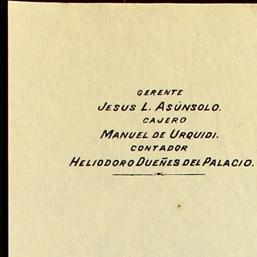 GERENTE
JESUS L. ASÚNSOLO.
CAJERO
MANUEL DE URQUIDI.
CONTADOR
HELIODORO DUEÑES DEL PALACIO.